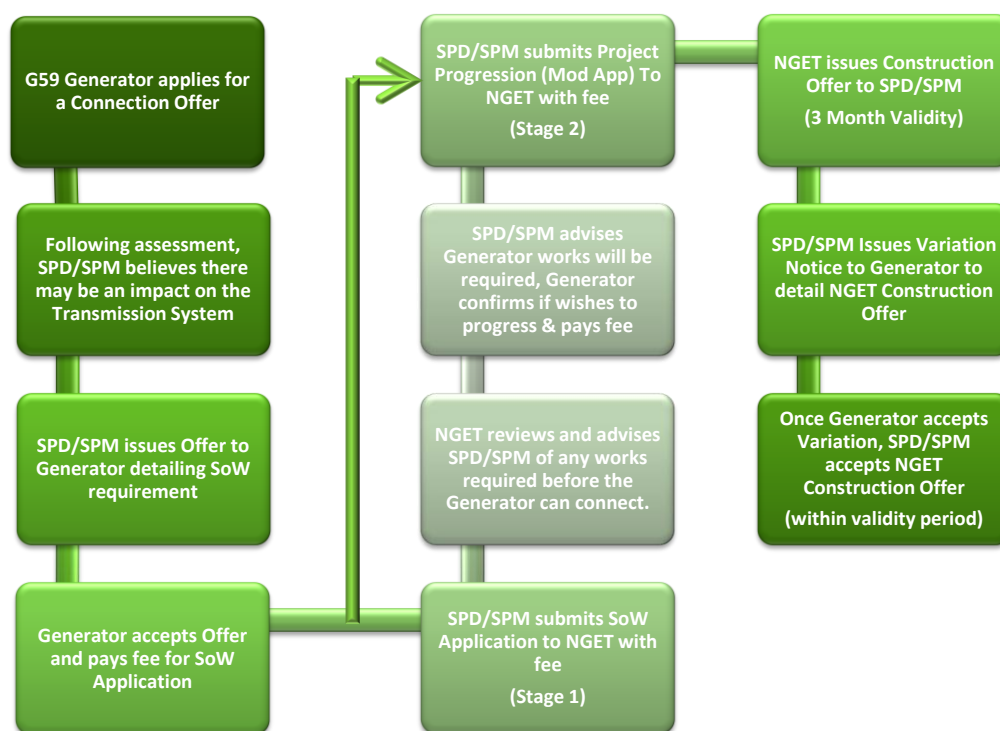 G59 Generator applies for
a Connection Offer
Following assessment,
SPD/SPM believes there
may be an impact on the
Transmission System
SPD/SPM issues Offer to
Generator detailing SoW
requirement
Generator accepts Offer
and pays fee for SoW
Application
SPD/SPM submits SoW
Application to NGET with
fee
(Stage 1)
NGET reviews and advises
SPD/SPM of any works
required before the
Generator can connect.
SPD/SPM advises
Generator works will be
required, Generator
confirms if wishes to
progress & pays fee
SPD/SPM submits Project
Progression (Mod App) To
NGET with fee
(Stage 2)
NGET issues Construction
Offer to SPD/SPM
(3 Month Validity)
SPD/SPM Issues Variation
Notice to Generator to
detail NGET Construction
Offer
Once Generator accepts
Variation, SPD/SPM
accepts NGET
Construction Offer
(within validity period)